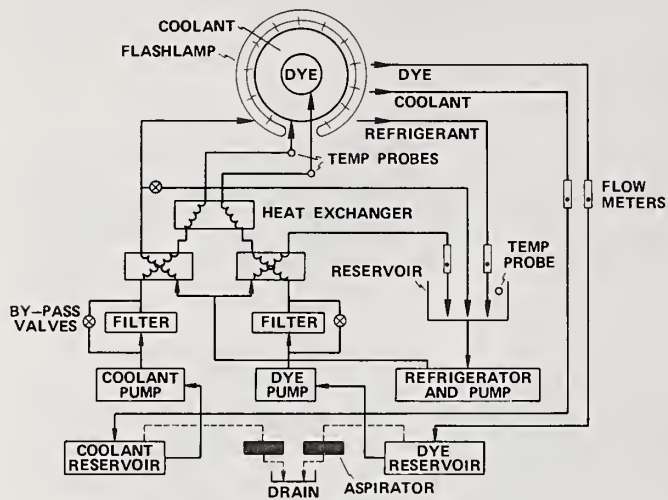 COOLANT
FLASHLAMP
DYE
DYE
COOLANT
REFRIGERANT
TEMP PROBES
FLOW
METERS
HEAT EXCHANGER
TEMP
PROBE
RESERVOIR
BY-PASS
VALVES
FILTER
FILTER
COOLANT
PUMP
DYE
PUMP
REFRIGERATOR
AND PUMP
COOLANT
RESERVOIR
DYE
RESERVOIR
DRAIN
ASPIRATOR